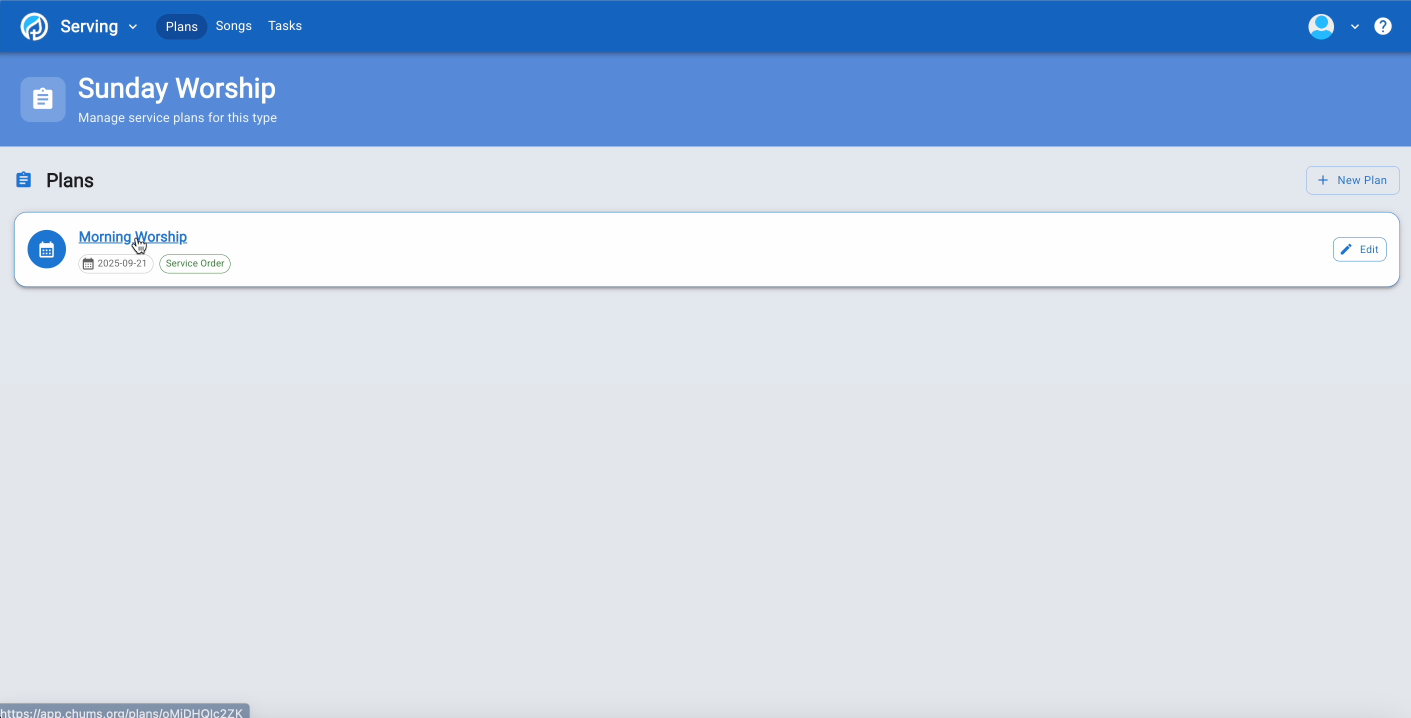 Serving Plans Songs Tasks
Sunday Worship
Manage service plans for this type
Plans
+ New Plan
Morning Worship
2025-09-21 Service Order
Edit
https://app.chums.org/plans/oMiDHQIc2ZK